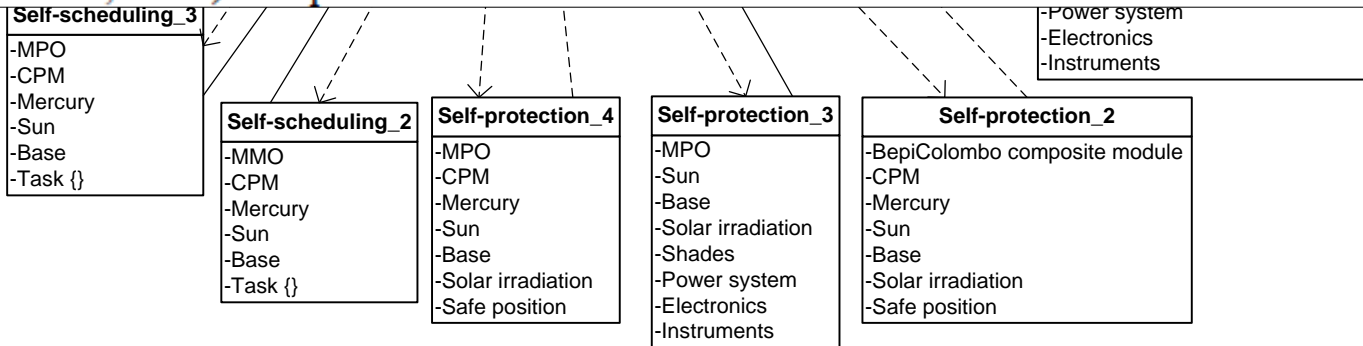 Self-scheduling_3
-MPO
-CPM
-Mercury
-Sun
-Base
-Task {}
Self-scheduling_2
-MMO
-CPM
-Mercury
-Sun
-Base
-Task {}
Self-protection_4
-MPO
-CPM
-Mercury
-Sun
-Base
-Solar irradiation
-Safe position
Self-protection_3
-MPO
-Sun
-Base
-Solar irradiation
-Shades
-Power system
-Electronics
-Instruments
Self-protection_2
-BepiColombo composite module
-CPM
-Mercury
-Sun
-Base
-Solar irradiation
-Safe position
-Power system
-Electronics
-Instruments